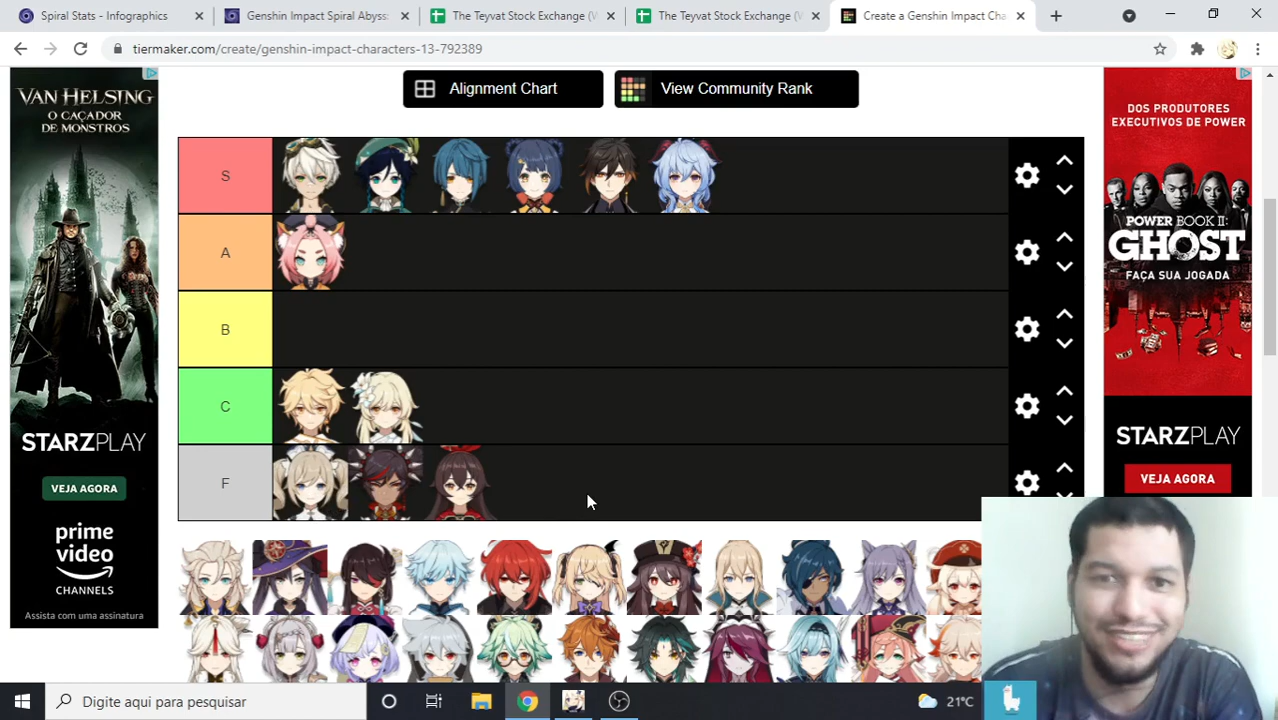 Spiral Stats - Infographics
Genshin Impact Spiral Abyss:
The Teyvat Stock Exchange (W
The Teyvat Stock Exchange (W
Create a Genshin Impact Cha
tiermaker.com/create/genshin-impact-characters-13-792389
Alignment Chart
View Community Rank
VAN HELSING
O CAÇADOR
DE MONSTROS
STARZPLAY
VEJA AGORA
prime
video
CHANNELS
Assista com uma assinatura
S
A
B
C
F
DOS PRODUTORES
EXECUTIVOS DE POWER
POWER BOOK II:
GHOST
FAÇA SUA JOGADA
STARZPLAY
VEJA AGORA
Digite aqui para pesquisar
21°C